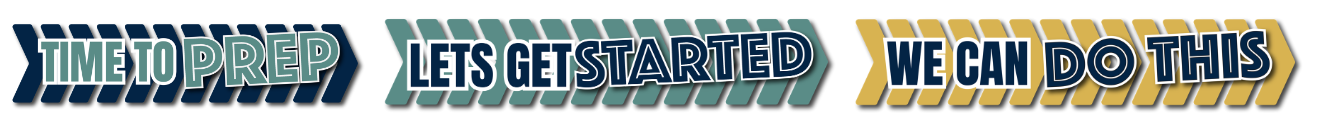 TIME TO PREP
LETS GET STARTED
WE CAN DO THIS